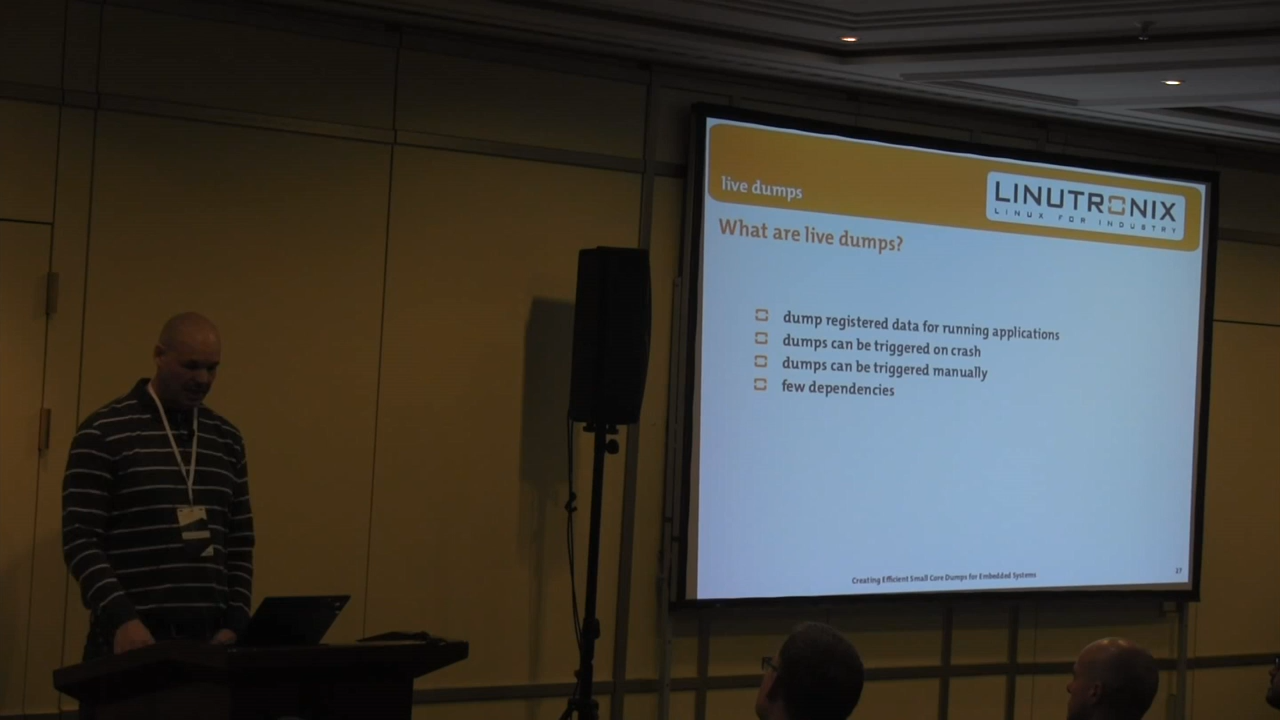 live dumps
LINUTRONIX
LINUX FOR INDUSTRY
What are live dumps?
dump registered data for running applications
dumps can be triggered on crash
dumps can be triggered manually
few dependencies
Creating Efficient Small Core Dumps for Embedded Systems